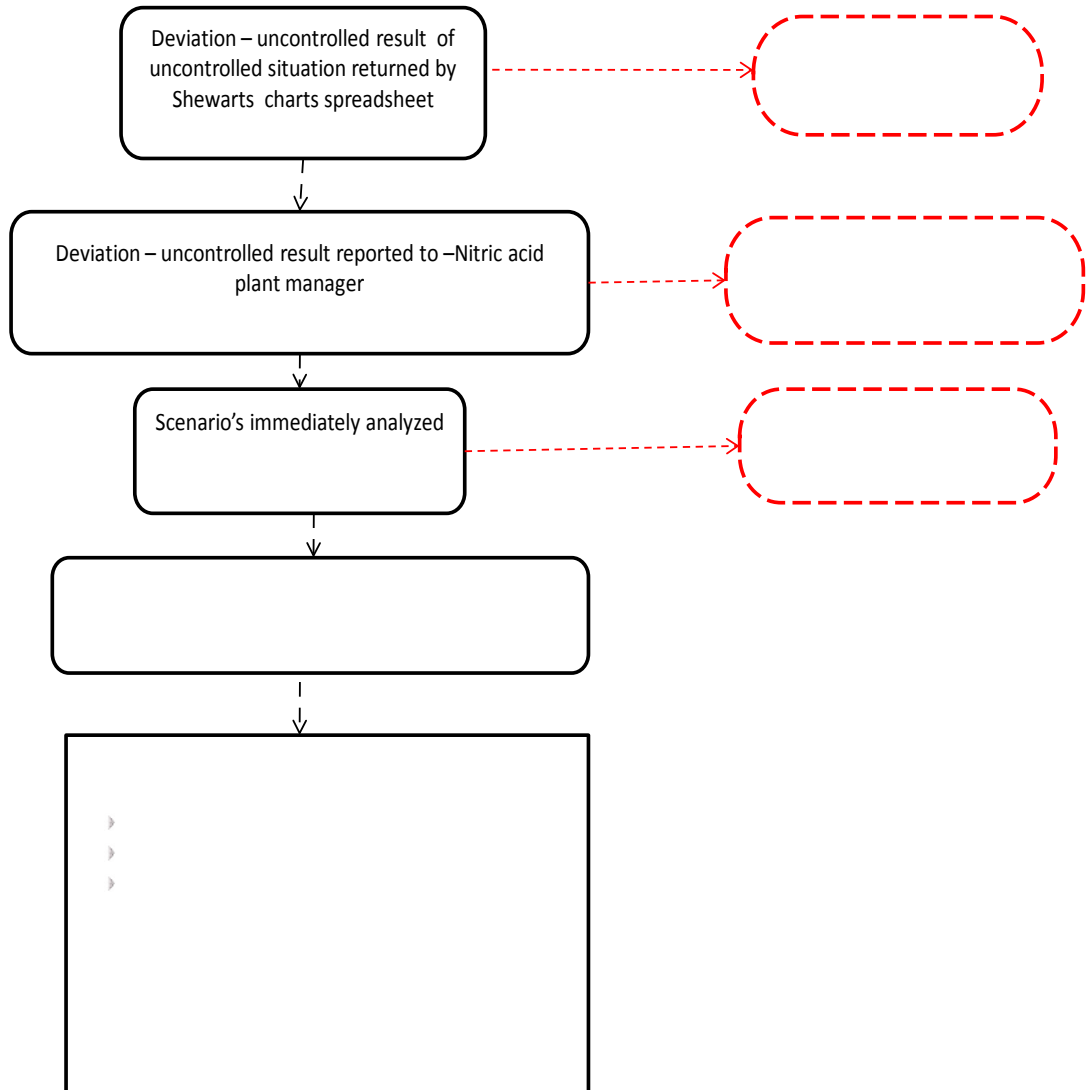 Deviation – uncontrolled result of
uncontrolled situation returned by
Shewarts charts spreadsheet
Deviation – uncontrolled result reported to –Nitric acid
plant manager
Scenario's immediately analyzed